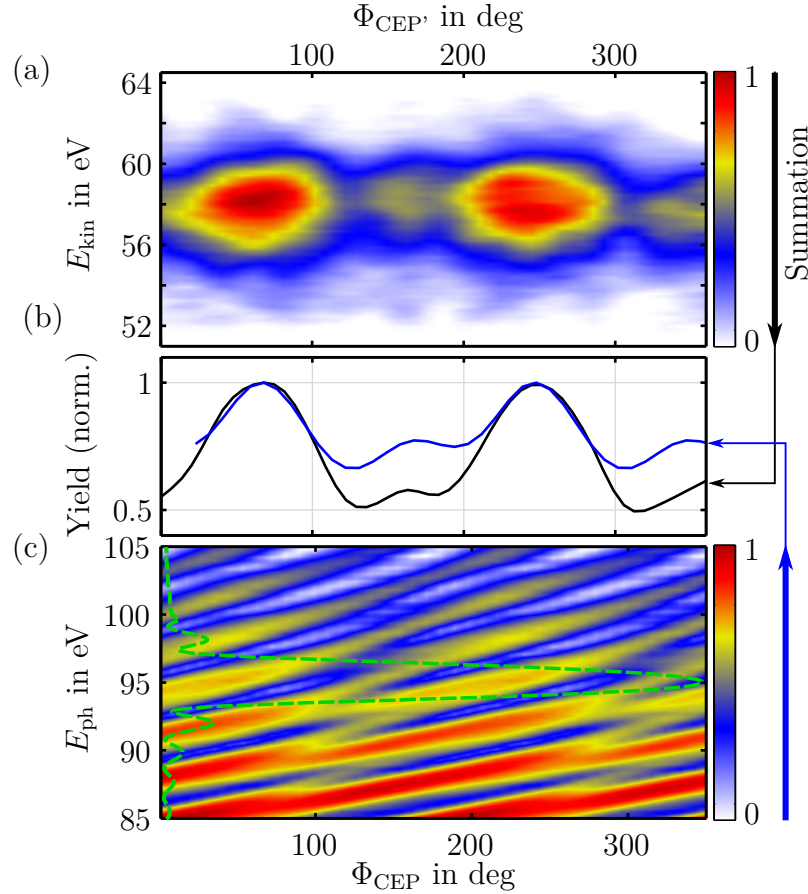 Φ_CEP' in deg
100 200 300
(a)
64
60
56
52
E_kin in eV
1
0
Summation
(b)
1
0.5
Yield (norm.)
(c)
105
100
95
90
85
E_ph in eV
1
0
100 200 300
Φ_CEP in deg